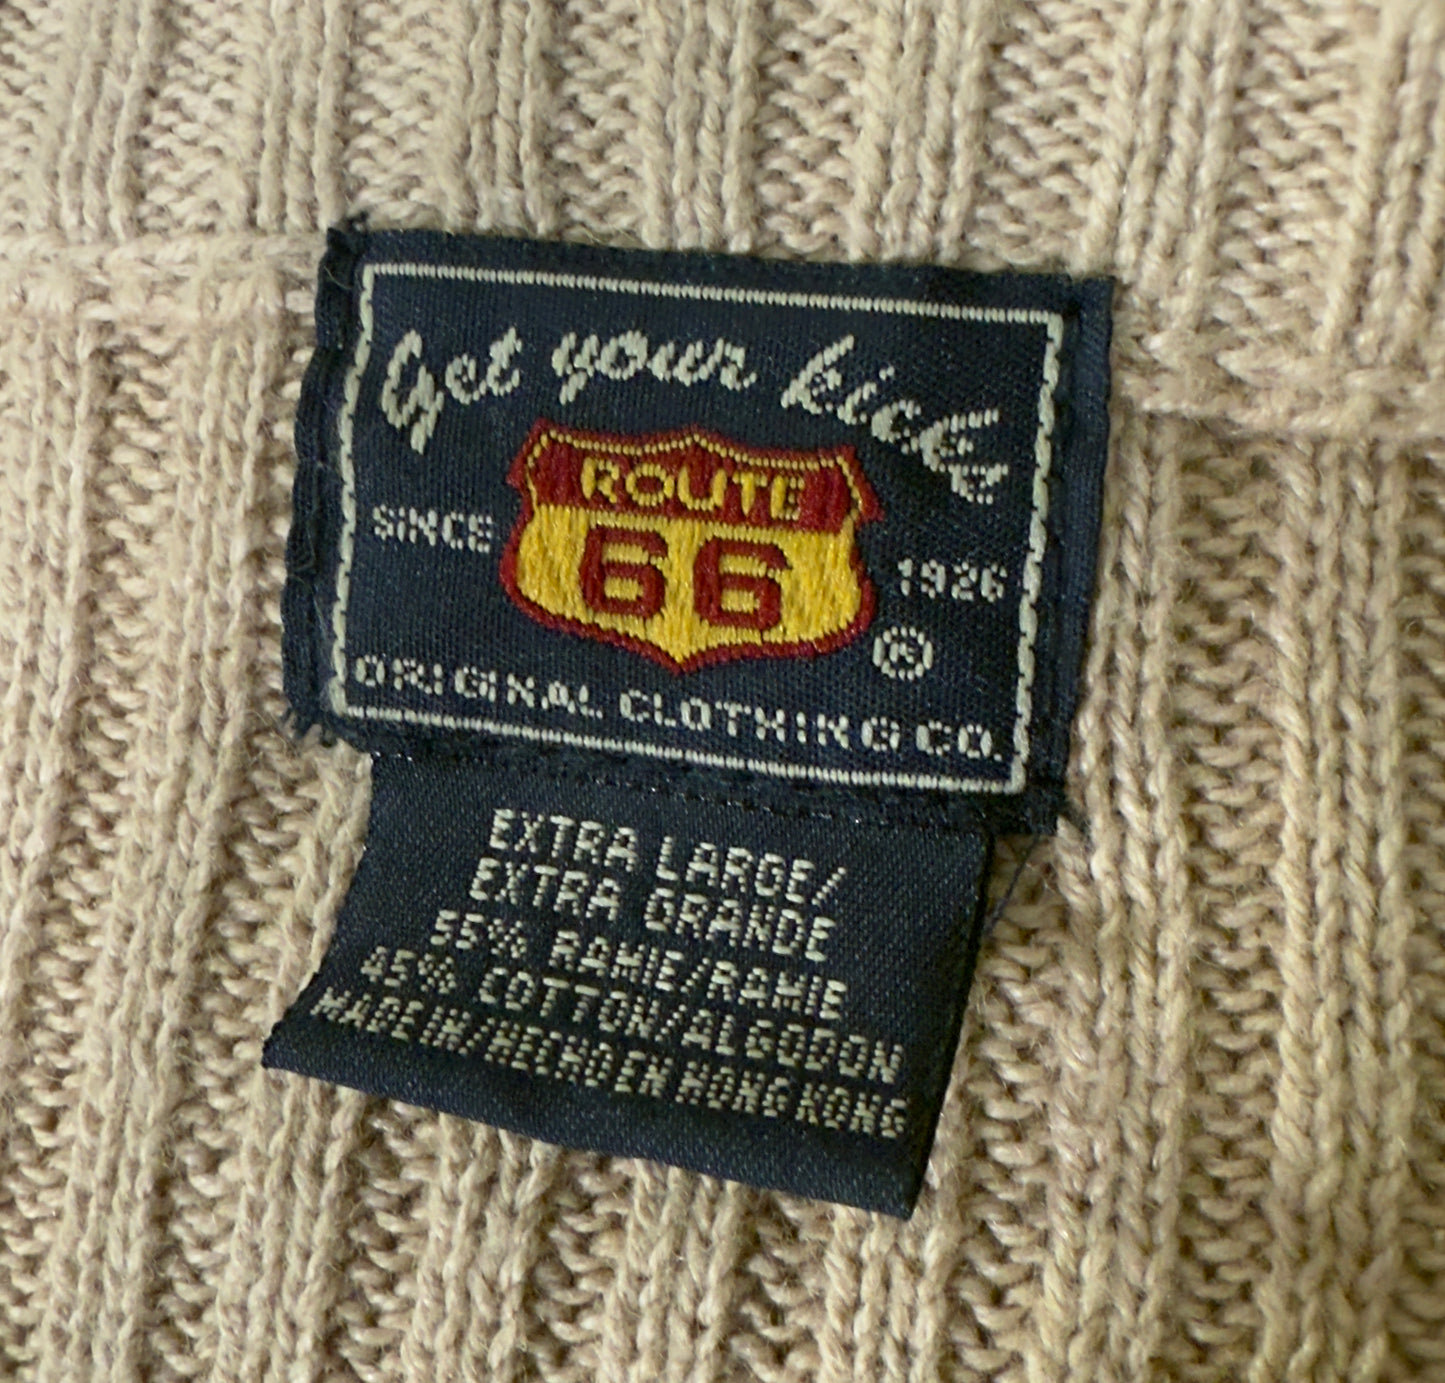 Get your kicks
ROUTE
66
SINCE
1926
®
ORIGINAL CLOTHING CO.
EXTRA LARGE/
EXTRA GRANDE
55% RAMIE/RAMIE
45% COTTON/ALGODON
MADE IN/HECHO EN HONG KONG